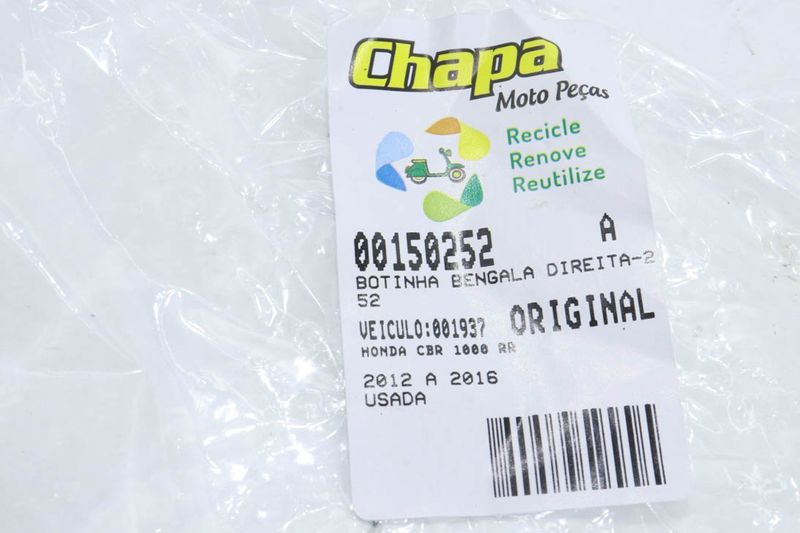 Chapa
Moto Peças
Recicle
Renove
Reutilize
00150252 A
BOTINHA BENGALA DIREITA-2
52
VEICULO:001937 ORIGINAL
HONDA CBR 1000 RR
2012 A 2016
USADA